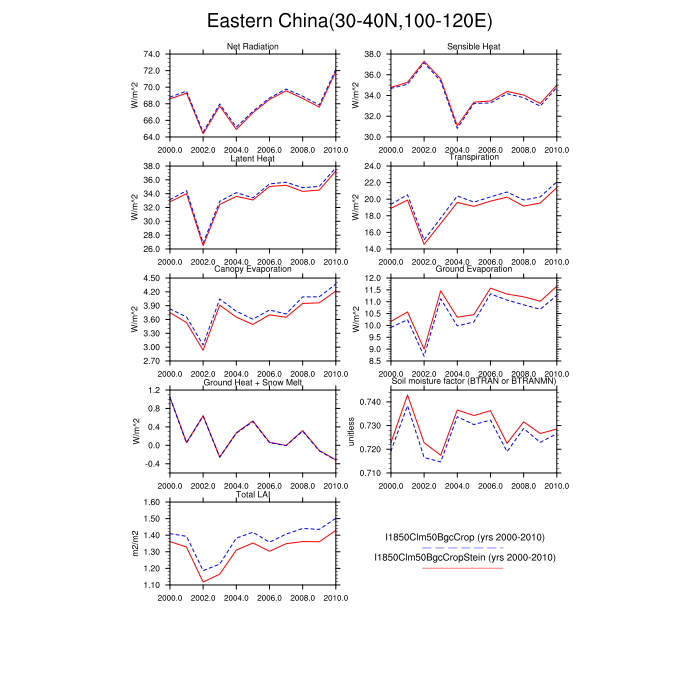 Eastern China(30-40N,100-120E)
Net Radiation
74.0
72.0
70.0
68.0
66.0
64.0
W/m^2
2000.0 2002.0 2004.0 2006.0 2008.0 2010.0
Sensible Heat
38.0
36.0
34.0
32.0
30.0
W/m^2
2000.0 2002.0 2004.0 2006.0 2008.0 2010.0
Latent Heat
38.0
36.0
34.0
32.0
30.0
28.0
26.0
W/m^2
2000.0 2002.0 2004.0 2006.0 2008.0 2010.0
Transpiration
24.0
22.0
20.0
18.0
16.0
14.0
W/m^2
2000.0 2002.0 2004.0 2006.0 2008.0 2010.0
Canopy Evaporation
4.50
4.20
3.90
3.60
3.30
3.00
2.70
W/m^2
2000.0 2002.0 2004.0 2006.0 2008.0 2010.0
Ground Evaporation
12.0
11.5
11.0
10.5
10.0
9.5
9.0
8.5
W/m^2
2000.0 2002.0 2004.0 2006.0 2008.0 2010.0
Ground Heat + Snow Melt
1.2
0.8
0.4
0.0
-0.4
W/m^2
2000.0 2002.0 2004.0 2006.0 2008.0 2010.0
Soil moisture factor (BTRAN or BTRANMN)
0.740
0.730
0.720
0.710
unitless
2000.0 2002.0 2004.0 2006.0 2008.0 2010.0
Total LAI
1.60
1.50
1.40
1.30
1.20
1.10
m2/m2
2000.0 2002.0 2004.0 2006.0 2008.0 2010.0
I1850Clm50BgcCrop (yrs 2000-2010)
I1850Clm50BgcCropStein (yrs 2000-2010)